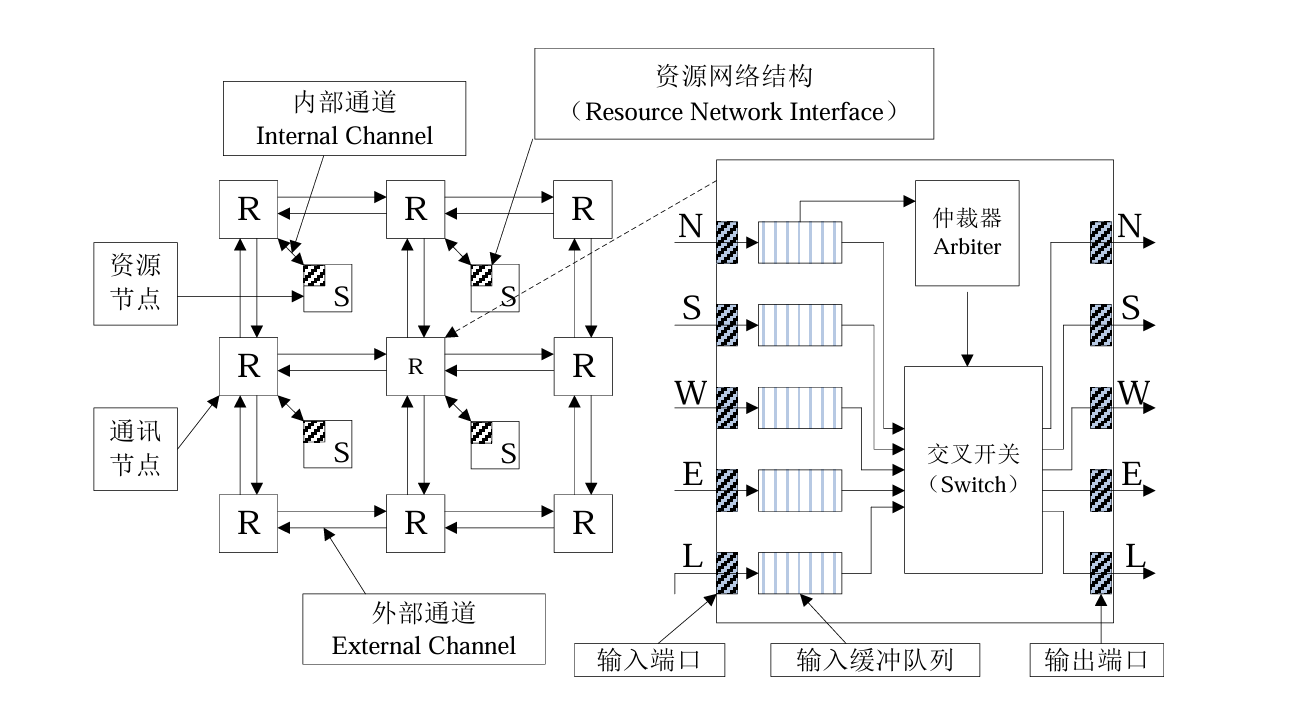 资源网络结构
（Resource Network Interface）
内部通道
Internal Channel
R
R
R
资源
节点
S
S
R
R
R
通讯
节点
S
S
R
R
R
外部通道
External Channel
N
仲裁器
Arbiter
N
S
S
W
W
交叉开关
（Switch）
E
E
L
L
输入端口
输入缓冲队列
输出端口